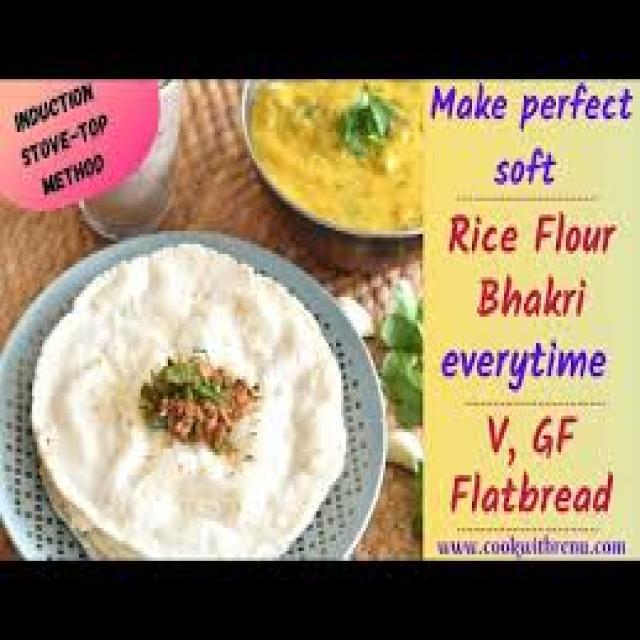 INDUCTION
STOVE-TOP
METHOD
Make perfect
soft
Rice Flour
Bhakri
everytime
V, GF
Flatbread
www.cookwithrenu.com